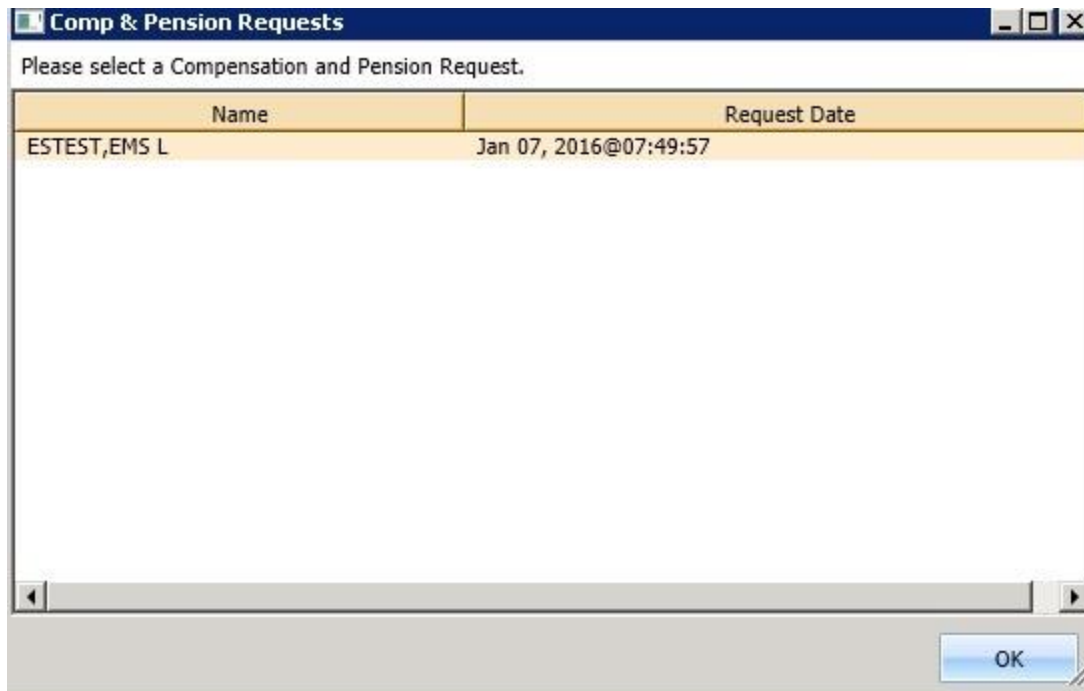 Comp & Pension Requests
Please select a Compensation and Pension Request.
Name Request Date
ESTEST,EMS L Jan 07, 2016@07:49:57
OK